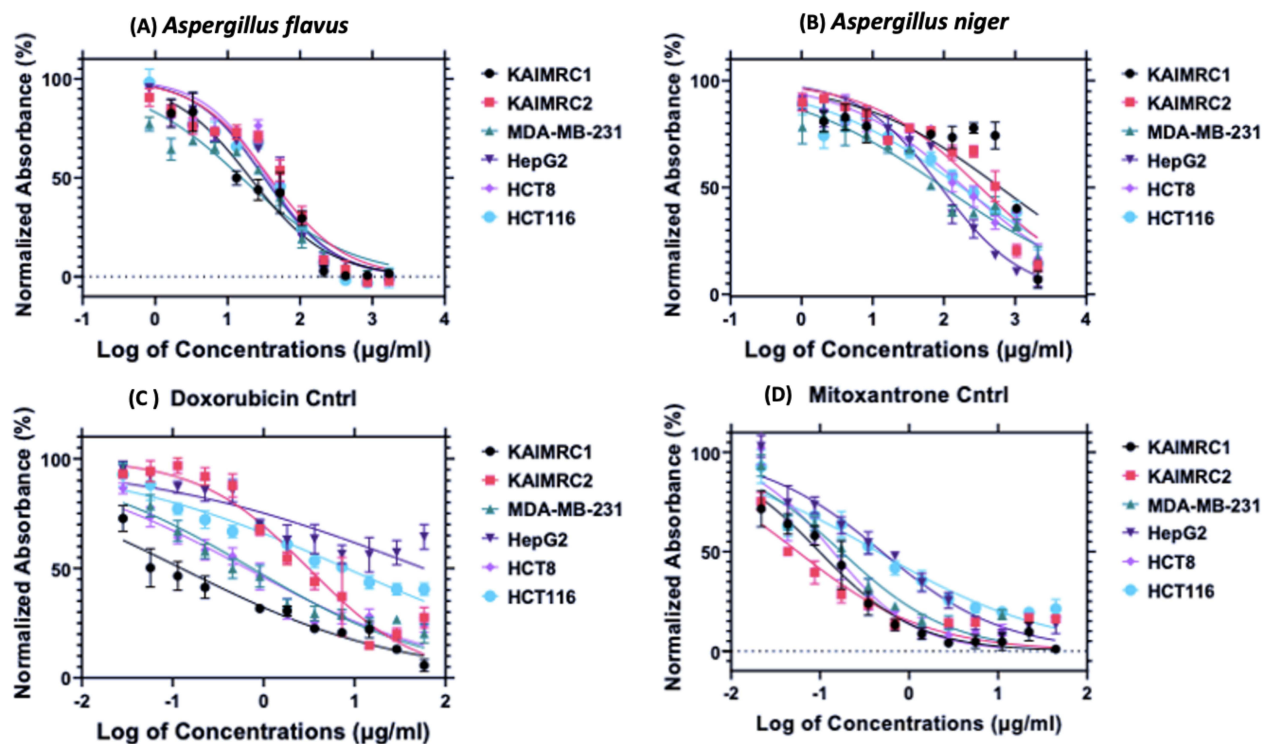 (A) Aspergillus flavus
Normalized Absorbance (%)
100
50
0
-1 0 1 2 3 4
Log of Concentrations (µg/ml)
KAIMRC1
KAIMRC2
MDA-MB-231
HepG2
HCT8
HCT116
(B) Aspergillus niger
Normalized Absorbance (%)
100
50
0
-1 0 1 2 3 4
Log of Concentrations (µg/ml)
KAIMRC1
KAIMRC2
MDA-MB-231
HepG2
HCT8
HCT116
(C ) Doxorubicin Cntrl
Normalized Absorbance (%)
100
50
0
-2 -1 0 1 2
Log of Concentrations (µg/ml)
KAIMRC1
KAIMRC2
MDA-MB-231
HepG2
HCT8
HCT116
(D) Mitoxantrone Cntrl
Normalized Absorbance (%)
100
50
0
-2 -1 0 1 2
Log of Concentrations (µg/ml)
KAIMRC1
KAIMRC2
MDA-MB-231
HepG2
HCT8
HCT116